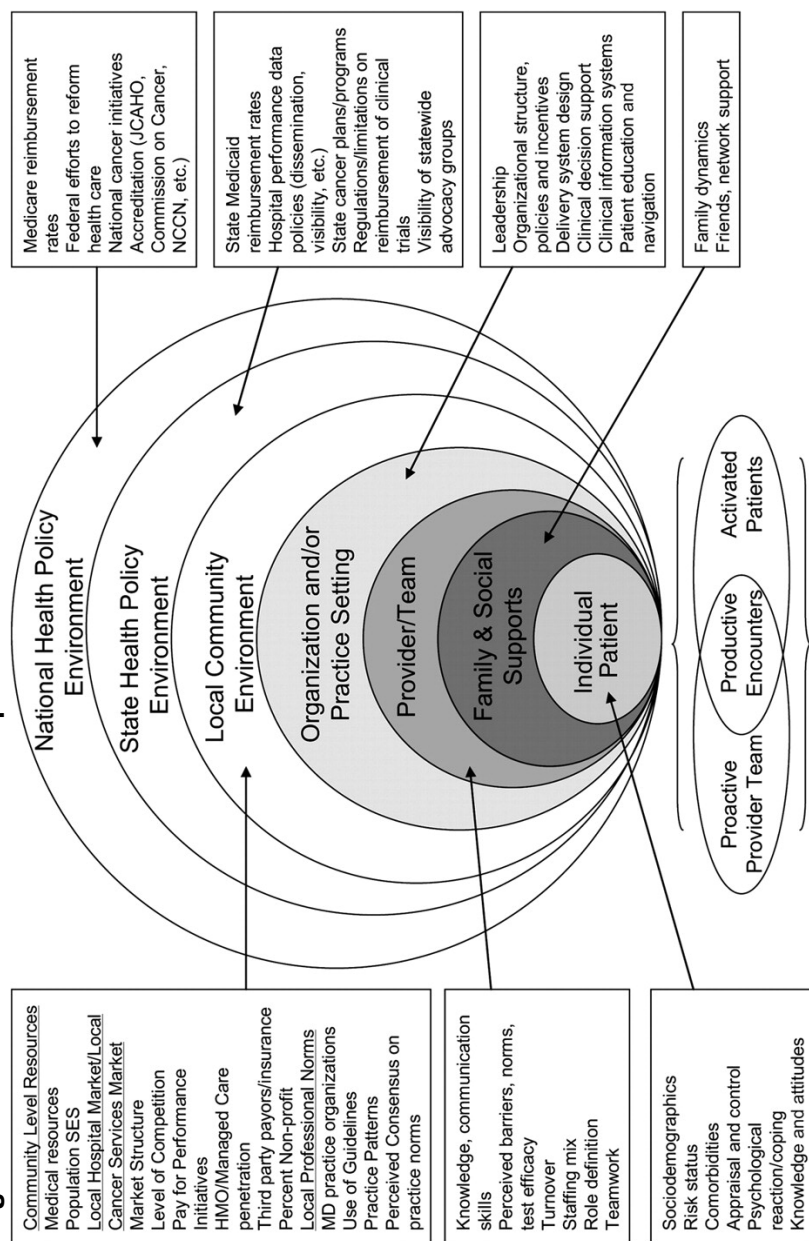 Community Level Resources
Medical resources
Population SES
Local Hospital Market/Local
Cancer Services Market
Market Structure
Level of Competition
Pay for Performance
Initiatives
HMO/Managed Care
penetration
Third party payors/insurance
Percent Non-profit
Local Professional Norms
MD practice organizations
Use of Guidelines
Practice Patterns
Perceived Consensus on
practice norms
Knowledge, communication
skills
Perceived barriers, norms,
test efficacy
Turnover
Staffing mix
Role definition
Teamwork
Sociodemographics
Risk status
Comorbidities
Appraisal and control
Psychological
reaction/coping
Knowledge and attitudes
National Health Policy
Environment
State Health Policy
Environment
Local Community
Environment
Organization and/or
Practice Setting
Provider/Team
Family & Social
Supports
Individual
Patient
Proactive
Provider Team
Productive
Encounters
Activated
Patients
Medicare reimbursement
rates
Federal efforts to reform
health care
National cancer initiatives
Accreditation (JCAHO,
Commission on Cancer,
NCCN, etc.)
State Medicaid
reimbursement rates
Hospital performance data
policies (dissemination,
visibility, etc.)
State cancer plans/programs
Regulations/limitations on
reimbursement of clinical
trials
Visibility of statewide
advocacy groups
Leadership
Organizational structure,
policies and incentives
Delivery system design
Clinical decision support
Clinical information systems
Patient education and
navigation
Family dynamics
Friends, network support